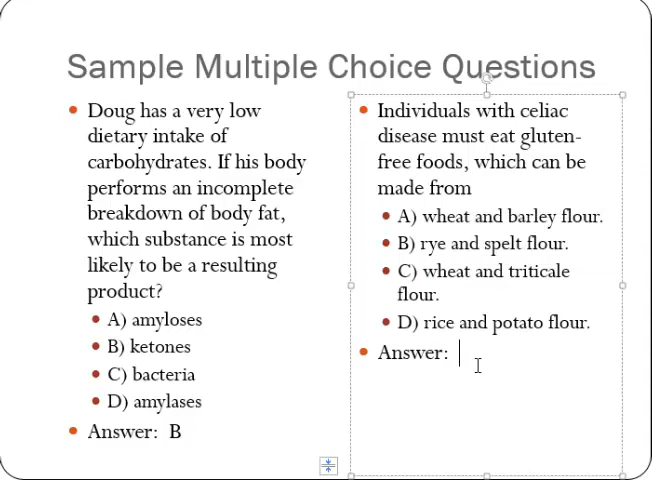 Sample Multiple Choice Questions
Doug has a very low
dietary intake of
carbohydrates. If his body
performs an incomplete
breakdown of body fat,
which substance is most
likely to be a resulting
product?
A) amyloses
B) ketones
C) bacteria
D) amylases
Answer: B
Individuals with celiac
disease must eat gluten-
free foods, which can be
made from
A) wheat and barley flour.
B) rye and spelt flour.
C) wheat and triticale
flour.
D) rice and potato flour.
Answer: